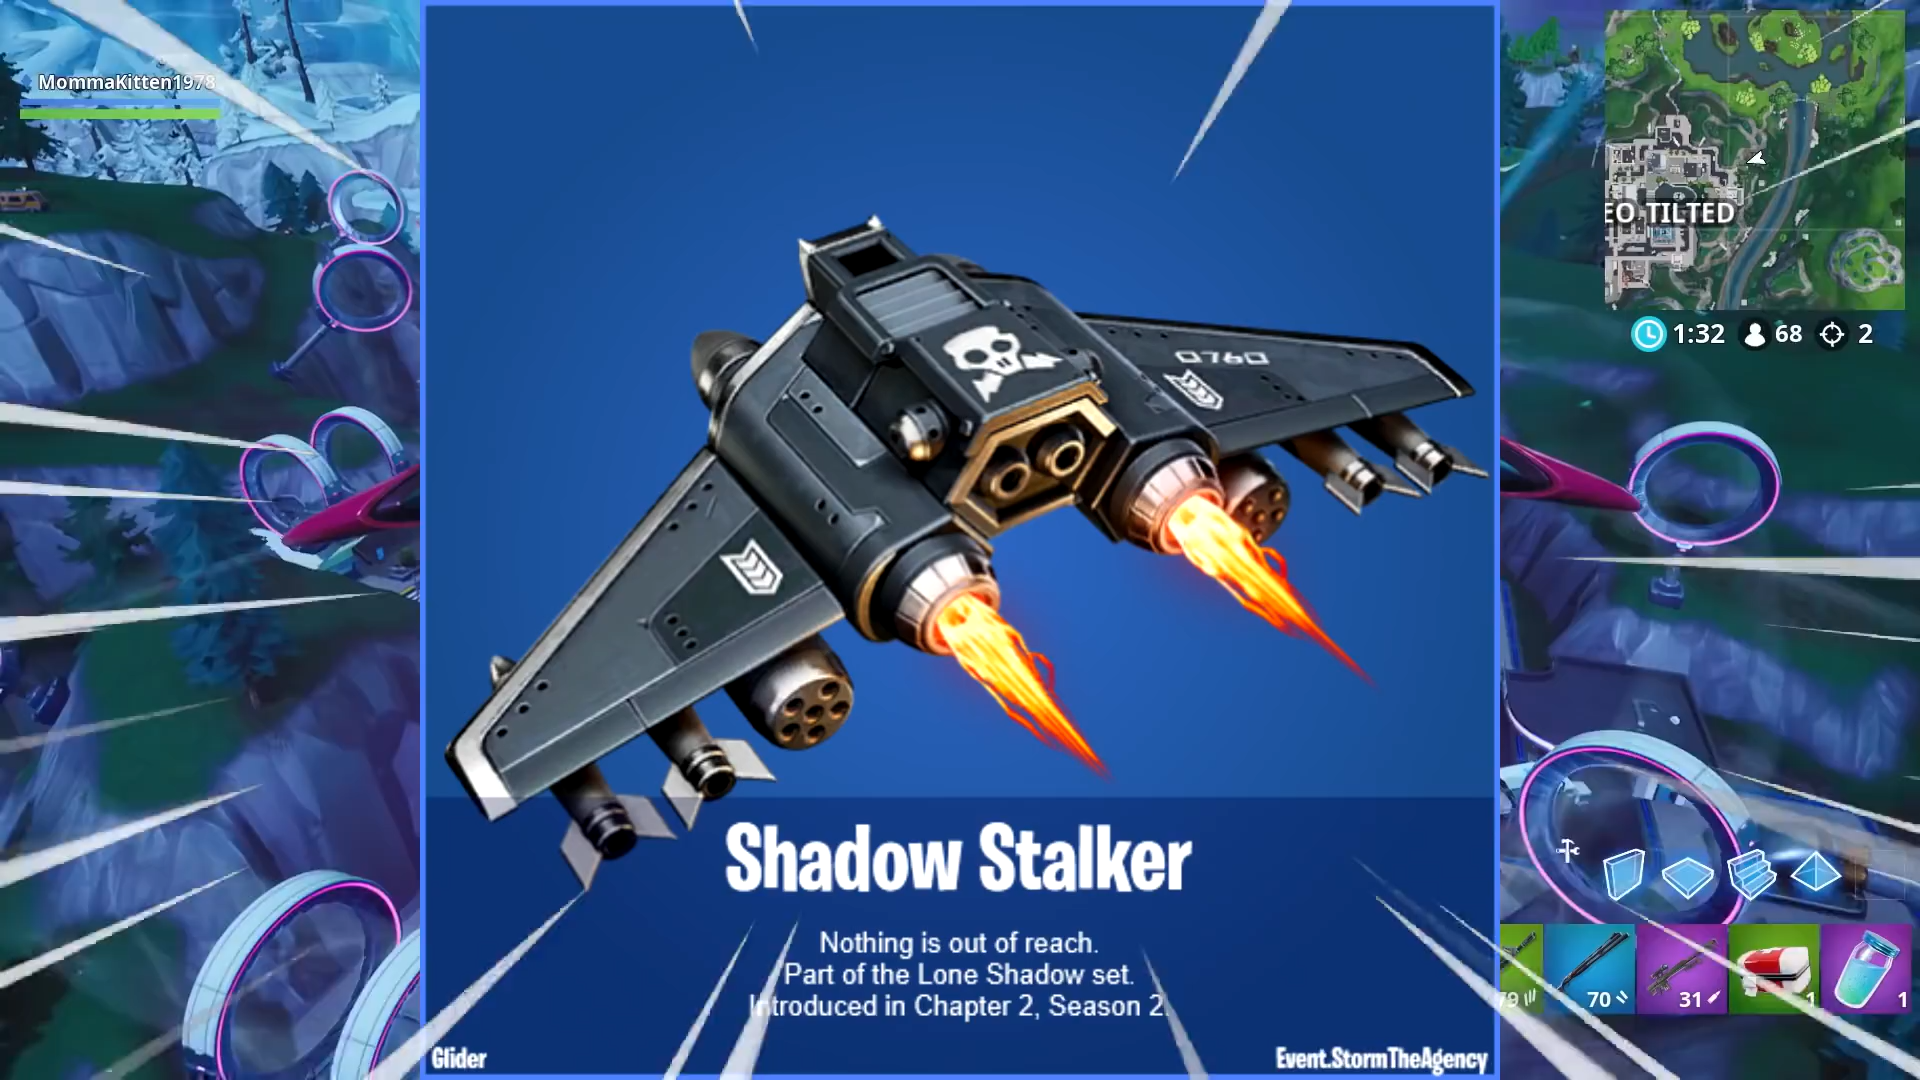 MommaKitten1978
EO TILTED
1:32 68 2
0760
Shadow Stalker
Nothing is out of reach.
Part of the Lone Shadow set.
Introduced in Chapter 2, Season 2.
Glider
Event.StormTheAgency
79 70 31 1 1